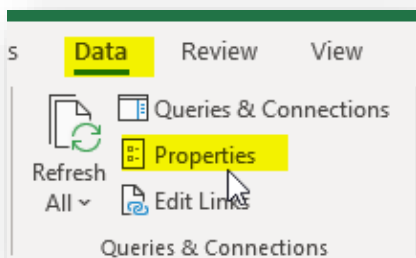 s Data Review View
Queries & Connections
Properties
Refresh
All
Edit Links
Queries & Connections